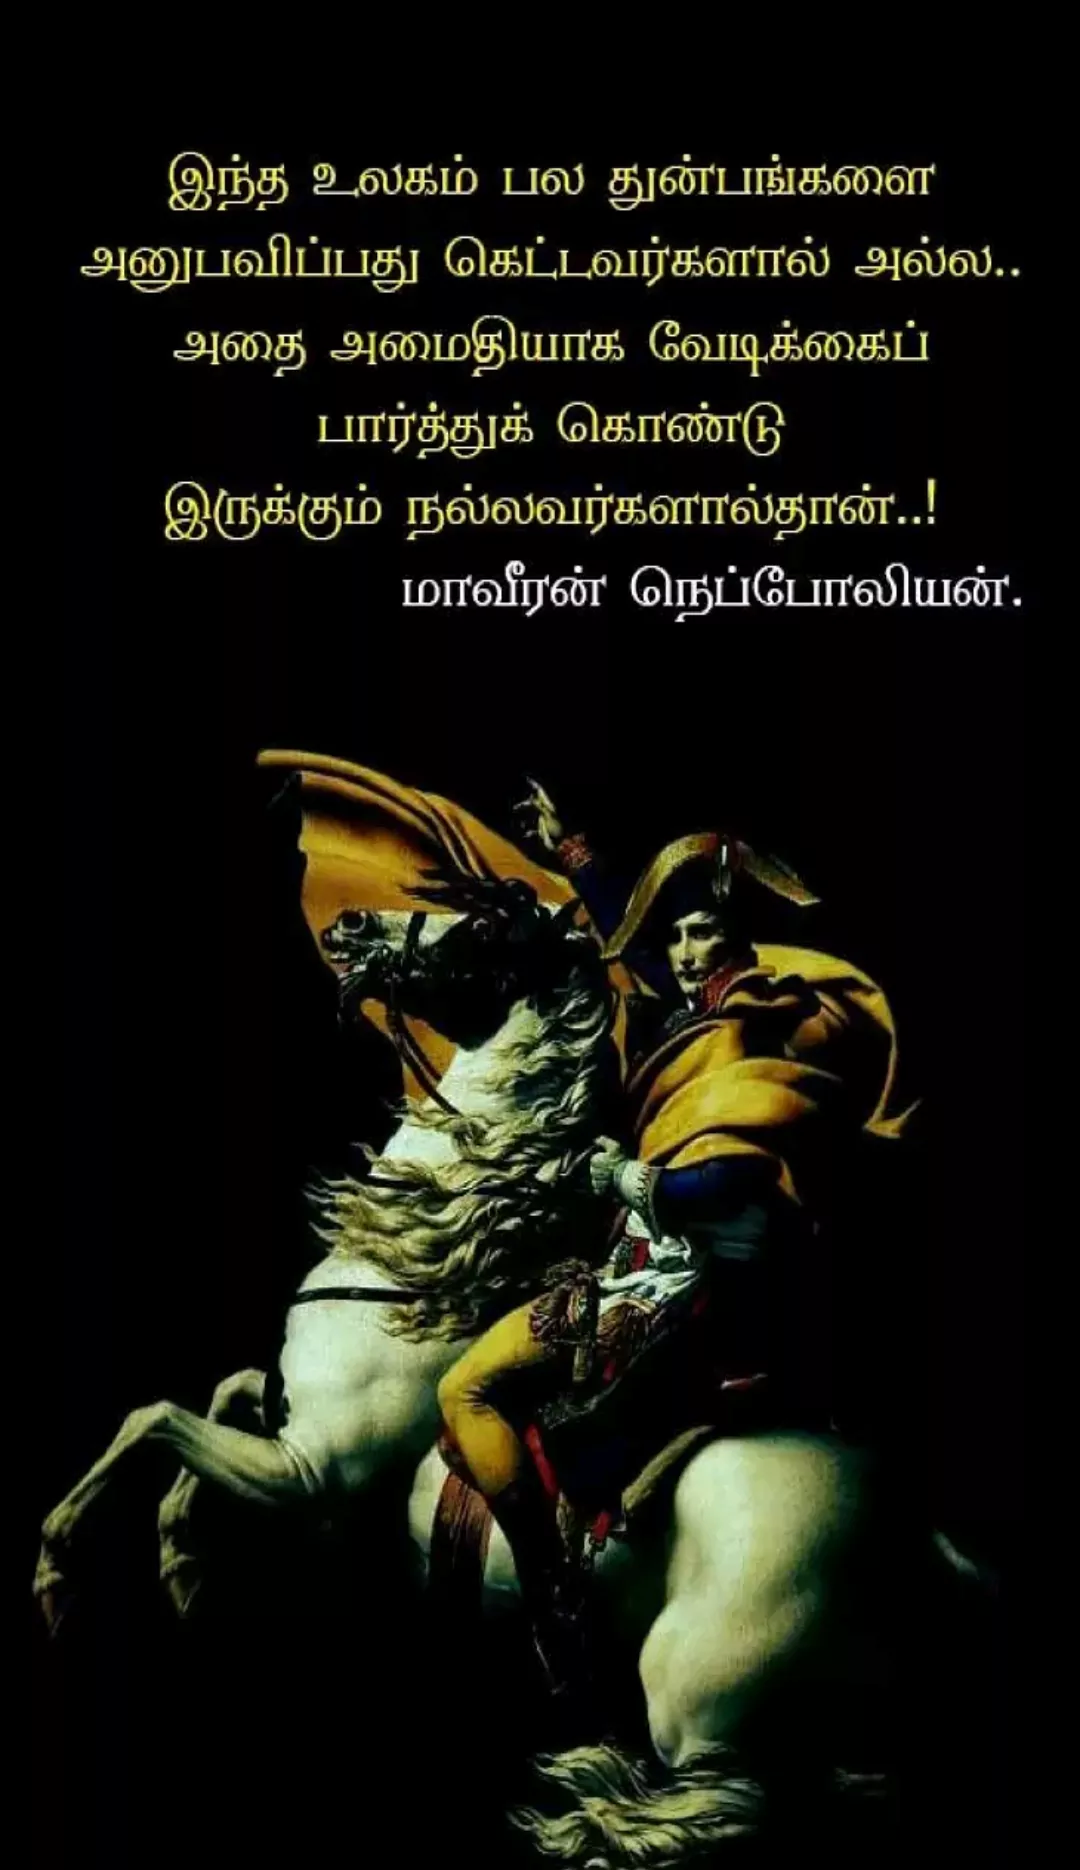 இந்த உலகம் பல துன்பங்களை
அனுபவிப்பது கெட்டவர்களால் அல்ல..
அதை அமைதியாக வேடிக்கைப்
பார்த்துக் கொண்டு
இருக்கும் நல்லவர்களால்தான்..!
மாவீரன் நெப்போலியன்.